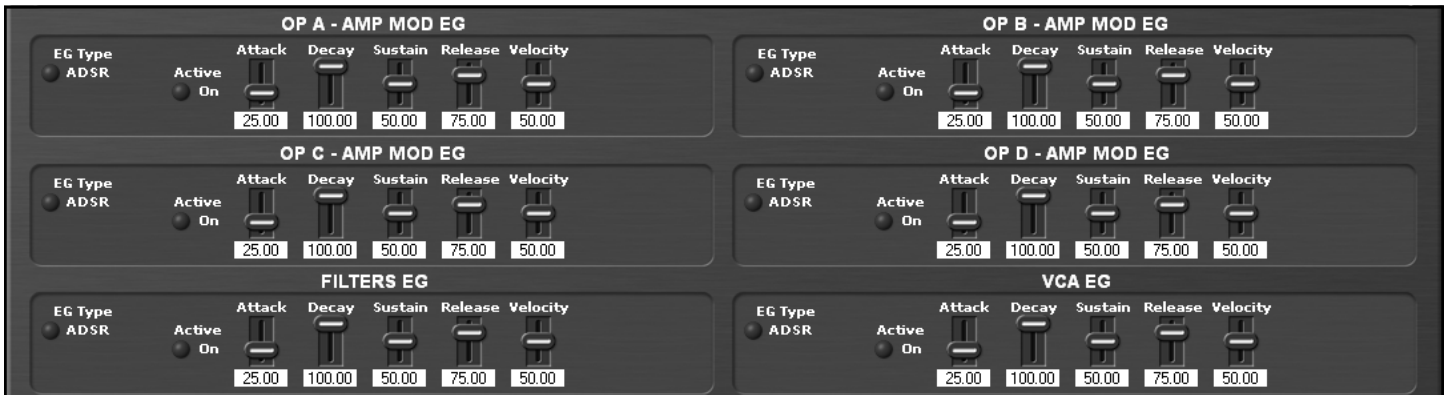 OP A - AMP MOD EG
EG Type
ADSR
Active
On
Attack Decay Sustain Release Velocity
25.00 100.00 50.00 75.00 50.00
OP B - AMP MOD EG
EG Type
ADSR
Active
On
Attack Decay Sustain Release Velocity
25.00 100.00 50.00 75.00 50.00
OP C - AMP MOD EG
EG Type
ADSR
Active
On
Attack Decay Sustain Release Velocity
25.00 100.00 50.00 75.00 50.00
OP D - AMP MOD EG
EG Type
ADSR
Active
On
Attack Decay Sustain Release Velocity
25.00 100.00 50.00 75.00 50.00
FILTERS EG
EG Type
ADSR
Active
On
Attack Decay Sustain Release Velocity
25.00 100.00 50.00 75.00 50.00
VCA EG
EG Type
ADSR
Active
On
Attack Decay Sustain Release Velocity
25.00 100.00 50.00 75.00 50.00